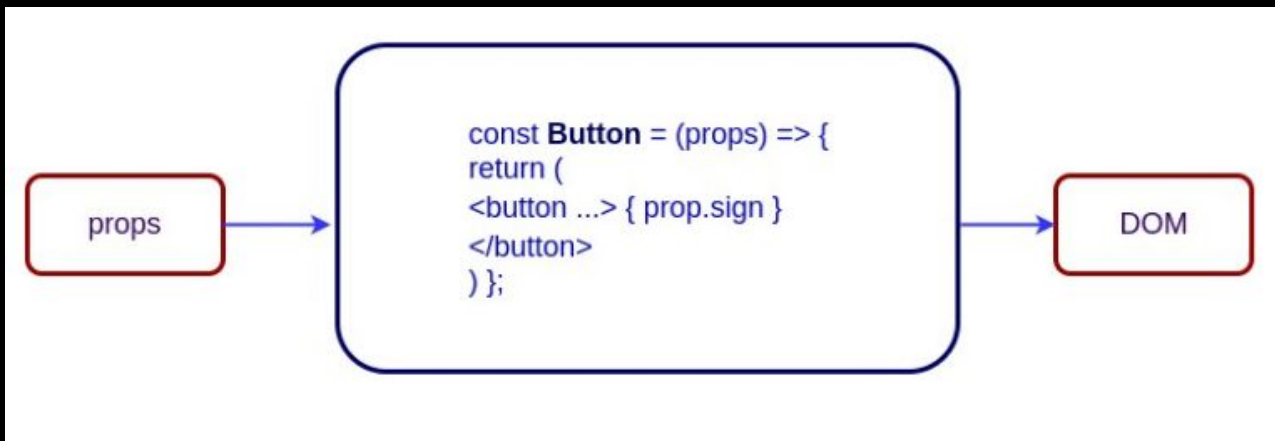 props
const Button = (props) => {
return (
<button ...> { prop.sign }
</button>
) };
DOM